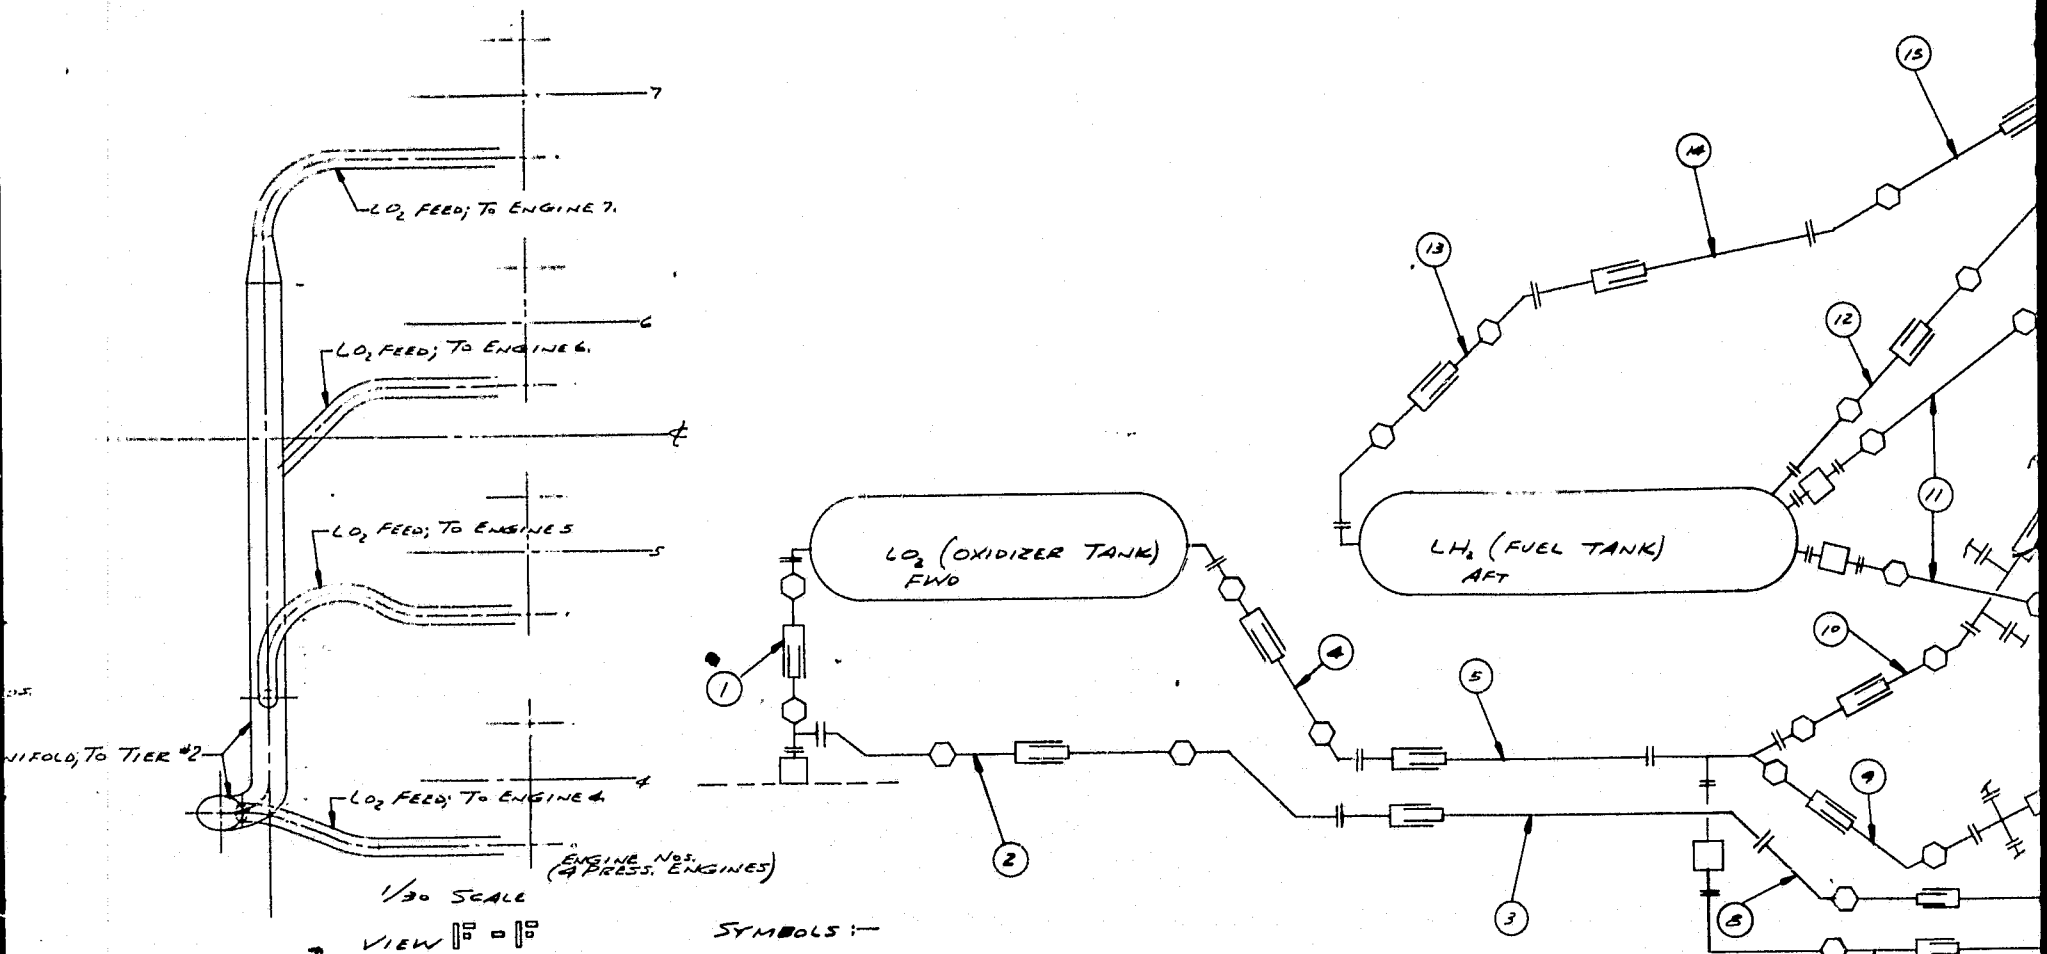 7
LO2 FEED; TO ENGINE 7.
6
LO2 FEED; TO ENGINE 6.
LO2 FEED; TO ENGINE 5
5
TO TIER #2
4
LO2 FEED; TO ENGINE 4.
ENGINE NOS.
(4 PRESS. ENGINES)
1/30 SCALE
VIEW F - F
SYMBOLS :—
LO2 (OXIDIZER TANK)
FWD
LH2 (FUEL TANK)
AFT
1
2
3
4
5
8
9
10
11
12
13
14
15